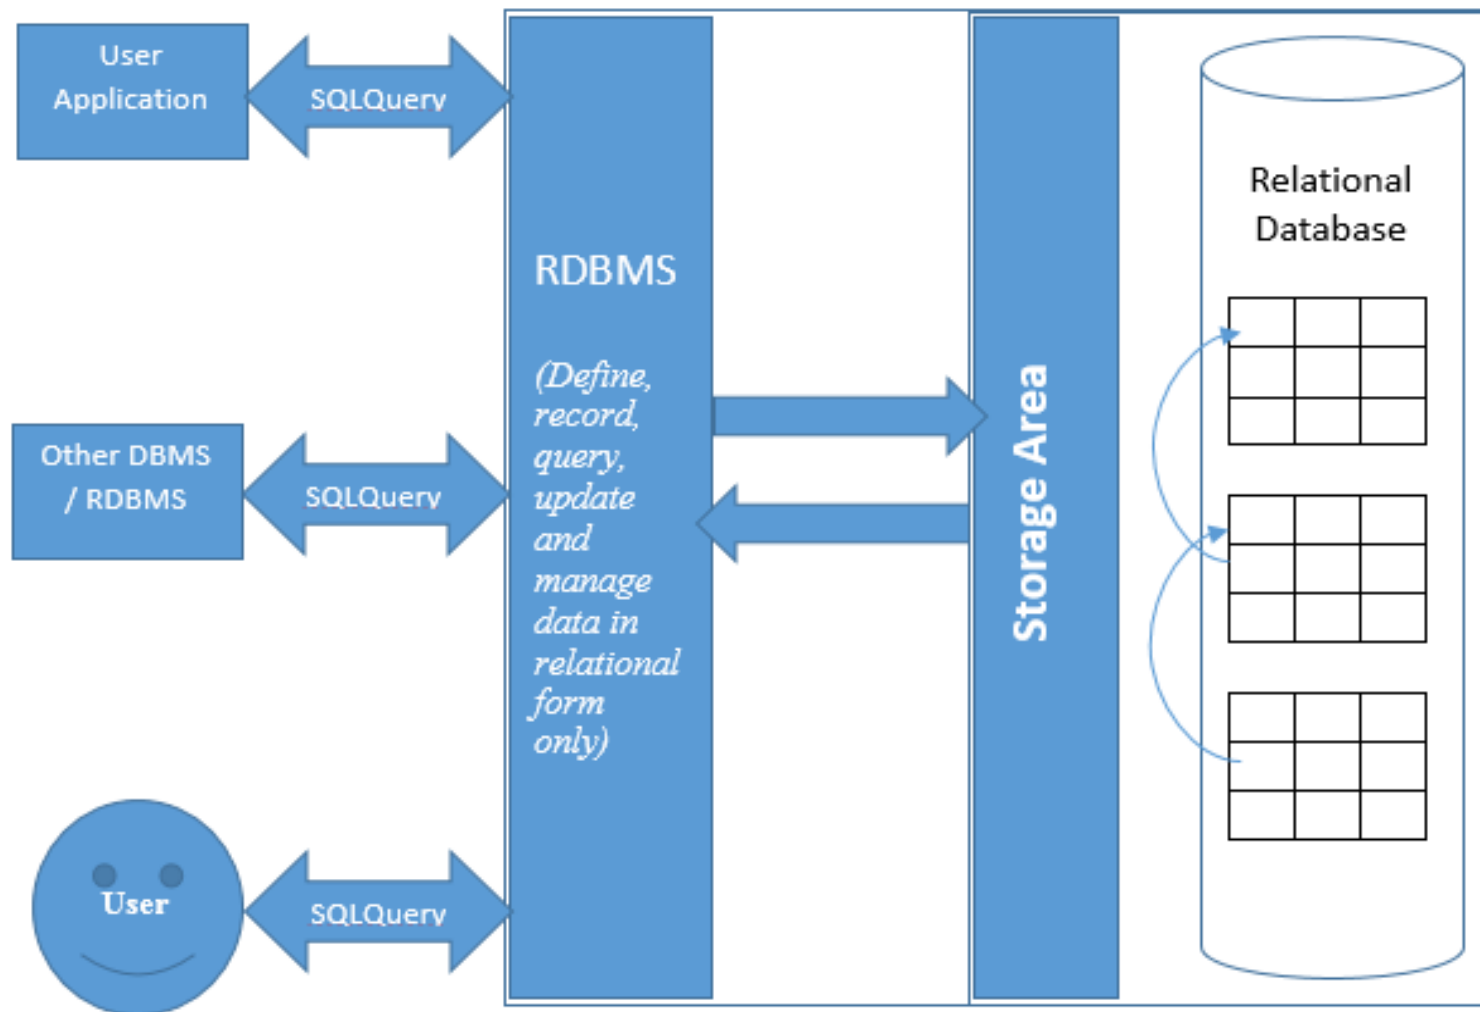 User
Application
SQLQuery
Other DBMS
/ RDBMS
SQLQuery
User
SQLQuery
RDBMS
(Define,
record,
query,
update
and
manage
data in
relational
form
only)
Storage Area
Relational
Database